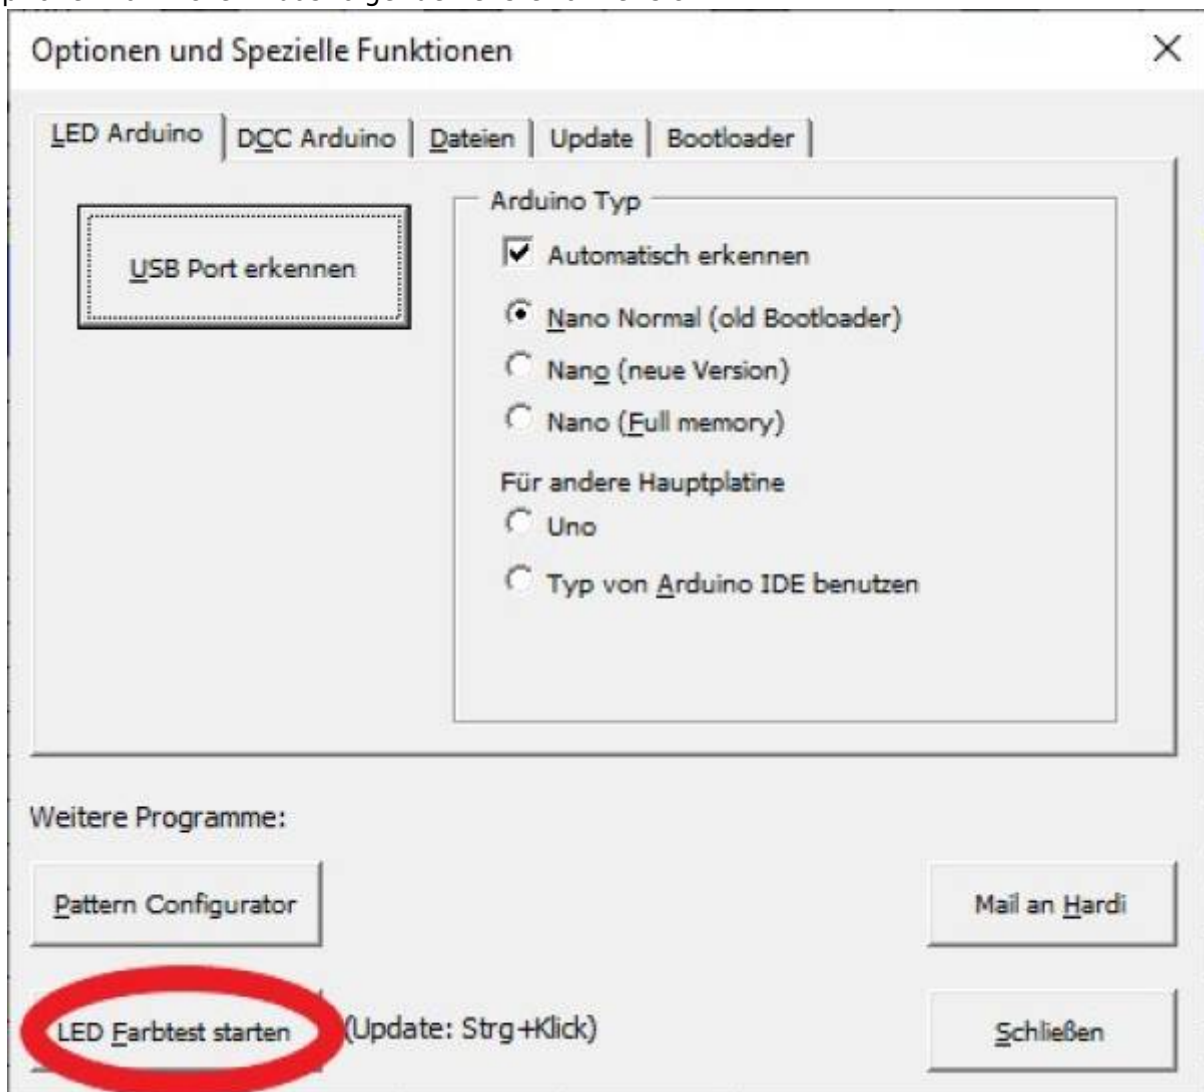 Optionen und Spezielle Funktionen
LED Arduino
DCC Arduino
Dateien
Update
Bootloader
USB Port erkennen
Arduino Typ
Automatisch erkennen
Nano Normal (old Bootloader)
Nano (neue Version)
Nano (Full memory)
Für andere Hauptplatine
Uno
Typ von Arduino IDE benutzen
Weitere Programme:
Pattern Configurator
Mail an Hardi
LED Farbtest starten
(Update: Strg+Klick)
Schließen